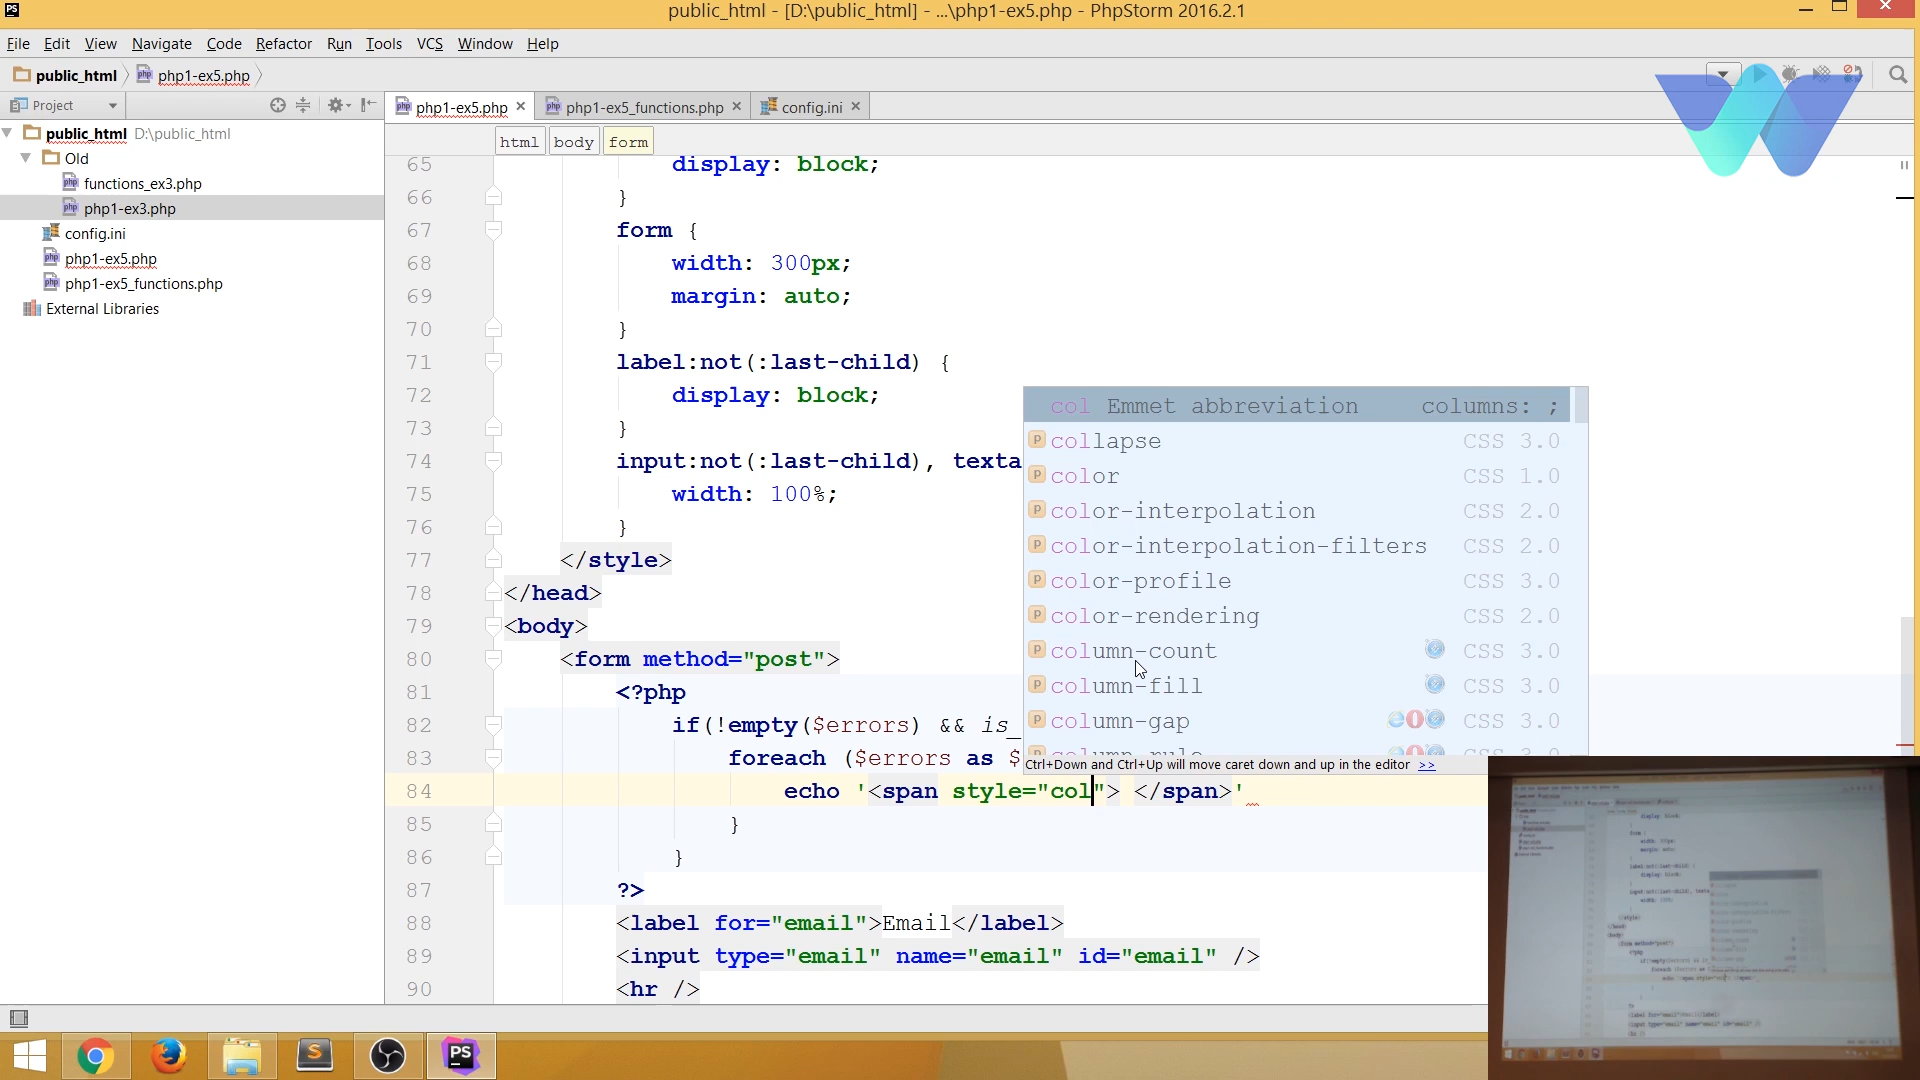 PS
public_html - [D:\public_html] - ...\php1-ex5.php - PhpStorm 2016.2.1
File Edit View Navigate Code Refactor Run Tools VCS Window Help
public_html php php1-ex5.php
Project
php php1-ex5.php php php1-ex5_functions.php config.ini
public_html D:\public_html
Old
php functions_ex3.php
php php1-ex3.php
config.ini
php php1-ex5.php
php php1-ex5_functions.php
External Libraries
html body form
65 display: block;
66 }
67 form {
68 width: 300px;
69 margin: auto;
70 }
71 label:not(:last-child) {
72 display: block;
73 }
74 input:not(:last-child), texta
75 width: 100%;
76 }
77 </style>
78 </head>
79 <body>
80 <form method="post">
81 <?php
82 if(!empty($errors) && is_
83 foreach ($errors as $
84 echo '<span style="col"> </span>'
85 }
86 }
87 ?>
88 <label for="email">Email</label>
89 <input type="email" name="email" id="email" />
90 <hr />
col Emmet abbreviation columns: ;
p collapse CSS 3.0
p color CSS 1.0
p color-interpolation CSS 2.0
p color-interpolation-filters CSS 2.0
p color-profile CSS 3.0
p color-rendering CSS 2.0
p column-count CSS 3.0
p column-fill CSS 3.0
p column-gap CSS 3.0
p column-rule CSS 3.0
Ctrl+Down and Ctrl+Up will move caret down and up in the editor >>
S
PS